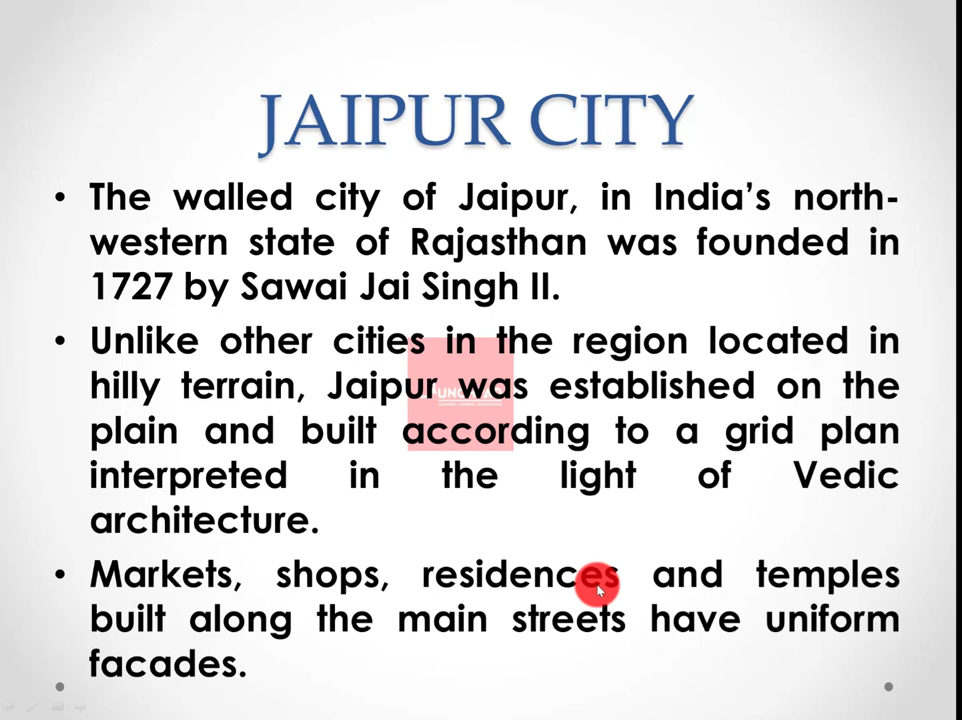 JAIPUR CITY
• The walled city of Jaipur, in India’s north-
western state of Rajasthan was founded in
1727 by Sawai Jai Singh II.
• Unlike other cities in the region located in
hilly terrain, Jaipur was established on the
plain and built according to a grid plan
interpreted in the light of Vedic
architecture.
• Markets, shops, residences and temples
built along the main streets have uniform
facades.